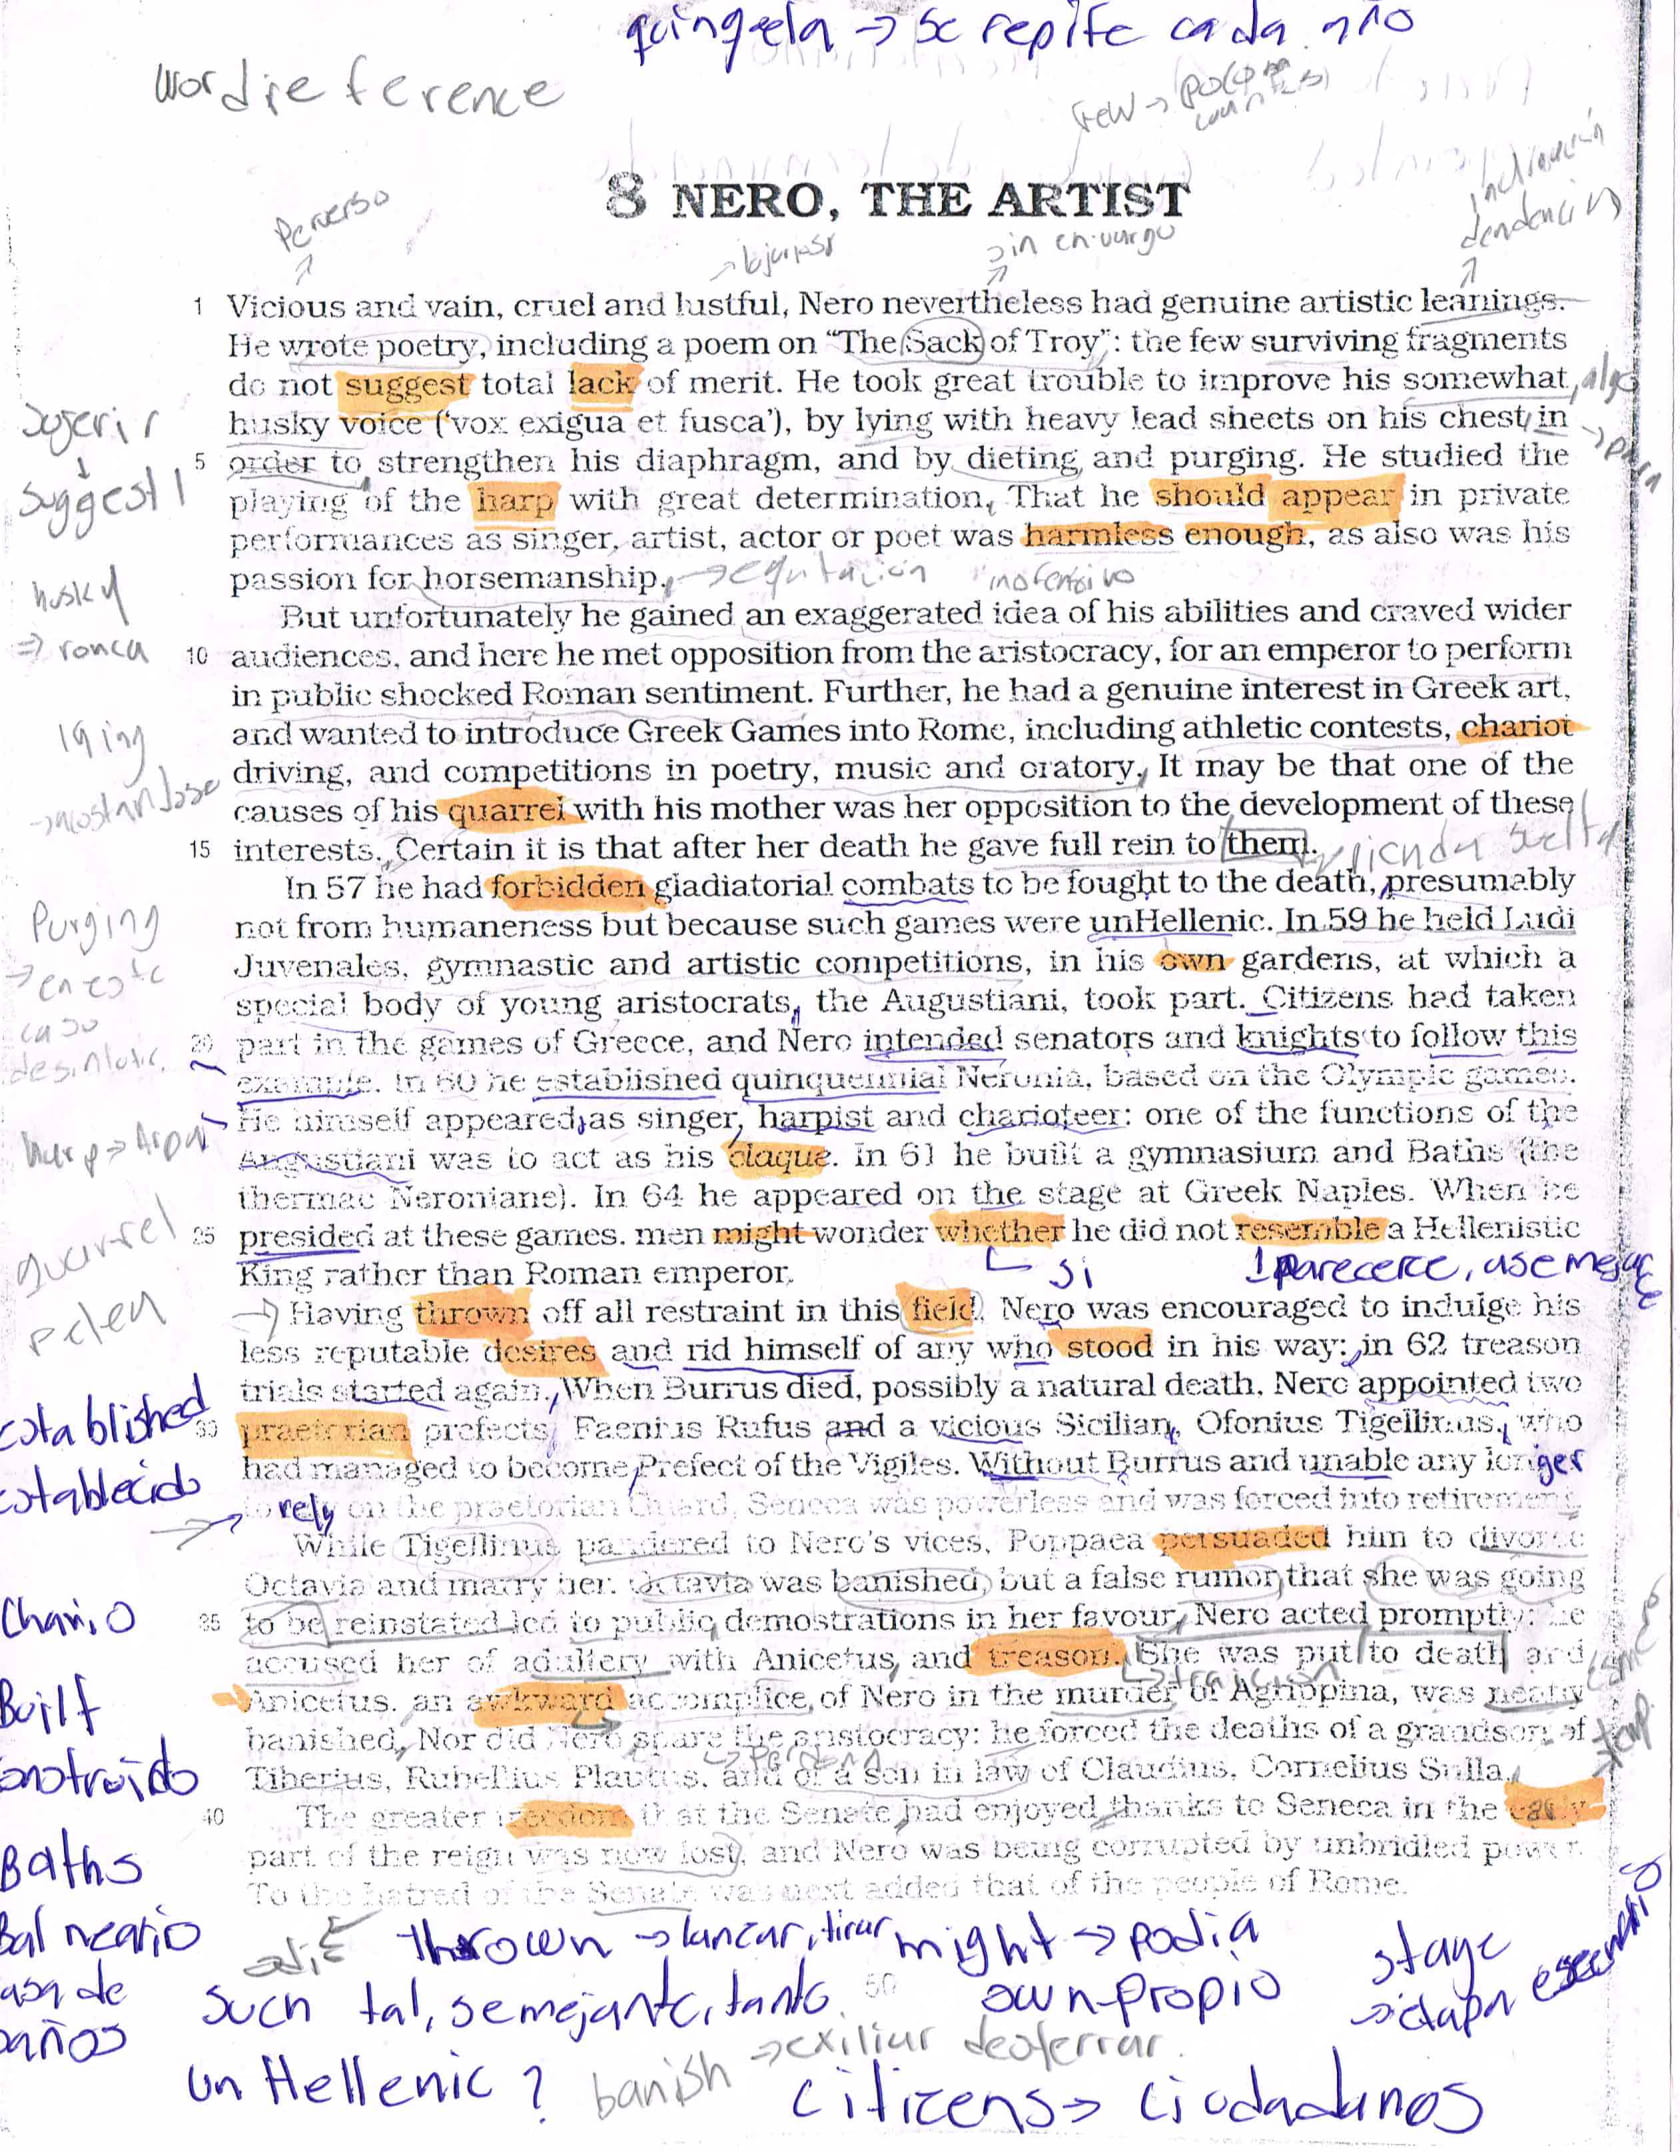 se repite cada año
wordreference
few → pocos
8 NERO, THE ARTIST
Perverso
inclinación
1 Vicious and vain, cruel and lustful, Nero nevertheless had genuine artistic leanings.
He wrote poetry, including a poem on “The Sack of Troy”: the few surviving fragments
do not suggest total lack of merit. He took great trouble to improve his somewhat
algo
husky voice (‘vox exigua et fusca’), by lying with heavy lead sheets on his chest in
→ para
5 order to strengthen his diaphragm, and by dieting and purging. He studied the
playing of the harp with great determination. That he should appear in private
performances as singer, artist, actor or poet was harmless enough, as also was his
passion for horsemanship.
→ equitación inofensivo
But unfortunately he gained an exaggerated idea of his abilities and craved wider
10 audiences, and here he met opposition from the aristocracy, for an emperor to perform
in public shocked Roman sentiment. Further, he had a genuine interest in Greek art,
and wanted to introduce Greek Games into Rome, including athletic contests, chariot
driving, and competitions in poetry, music and oratory. It may be that one of the
causes of his quarrel with his mother was her opposition to the development of these
15 interests. Certain it is that after her death he gave full rein to them.
rienda suelta
In 57 he had forbidden gladiatorial combats to be fought to the death, presumably
not from humaneness but because such games were unHellenic. In 59 he held Ludi
Juvenales, gymnastic and artistic competitions, in his own gardens, at which a
special body of young aristocrats, the Augustiani, took part. Citizens had taken
20 part in the games of Greece, and Nero intended senators and knights to follow this
example. In 60 he established quinquennial Neronia, based on the Olympic games.
He himself appeared as singer, harpist and charioteer: one of the functions of the
Augustiani was to act as his claque. In 61 he built a gymnasium and Baths (the
thermae Neroniane). In 64 he appeared on the stage at Greek Naples. When he
25 presided at these games. men might wonder whether he did not resemble a Hellenistic
King rather than Roman emperor.
si
parecerce, asemejarce
Having thrown off all restraint in this field, Nero was encouraged to indulge his
less reputable desires and rid himself of any who stood in his way: in 62 treason
trials started again. When Burrus died, possibly a natural death, Nero appointed two
30 praetorian prefects, Faenius Rufus and a vicious Sicilian, Ofonius Tigellinus, who
had managed to become Prefect of the Vigiles. Without Burrus and unable any longer
to rely on the praetorian Guard, Seneca was powerless and was forced into retirement.
While Tigellinus pandered to Nero's vices, Poppaea persuaded him to divorce
Octavia and marry her. Octavia was banished, but a false rumor that she was going
35 to be reinstated led to public demostrations in her favour, Nero acted promptly: he
accused her of adultery with Anicetus, and treason. She was put to death and
→ traición
Anicetus, an awkward accomplice of Nero in the murder of Agrippina, was neatly
banished, Nor did Nero spare the aristocracy: he forced the deaths of a grandson of
Tiberius, Rubellius Plautus, and of a son in law of Claudius, Cornelius Sulla.
40 The greater freedom that the Senate had enjoyed thanks to Seneca in the early
part of the reign was now lost, and Nero was being corrupted by unbridled power.
To the hatred of the Senate was next added that of the people of Rome.
Sujerir
↓
suggest
husky
⇒ ronca
lying
→ acostandose
Purging
→ en este
caso
harp → Arpa
quarrel
pelea
established
establecido
Built
Baths
Balneario
casa de
baños
thrown → lanzar, tirar
might → podia
stage
→ etapa escenario
such tal, semejante, tanto
50
own-propio
unHellenic?
banish → exiliar desterrar.
citizens → ciudadanos